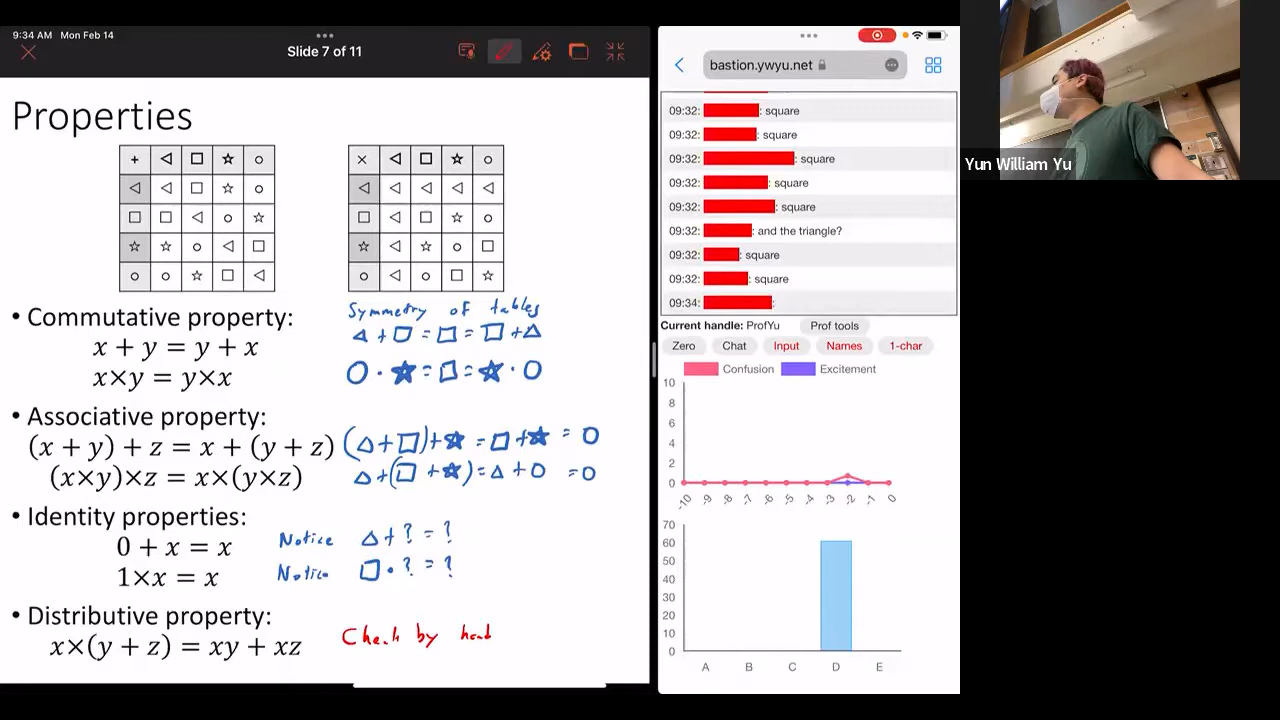 9:34 AM Mon Feb 14
Slide 7 of 11
Properties
+ ◁ □ ☆ ○
◁ ◁ □ ☆ ○
□ □ ◁ ○ ☆
☆ ☆ ○ ◁ □
○ ○ ☆ □ ◁
× ◁ □ ☆ ○
◁ ◁ ◁ ◁ ◁
□ ◁ □ ☆ ○
☆ ◁ ☆ ○ □
○ ◁ ○ □ ☆
• Commutative property:
x + y = y + x
x×y = y×x
Symmetry of tables
△ + □ = □ = □ + △
○ · ☆ = □ = ☆ · ○
• Associative property:
(x + y) + z = x + (y + z)
(x×y)×z = x×(y×z)
(△ + □) + ☆ = □ + ☆ = ○
△ + (□ + ☆) = △ + ○ = ○
• Identity properties:
0 + x = x
1×x = x
Notice △ + ? = ?
Notice □ · ? = ?
• Distributive property:
x×(y + z) = xy + xz
Check by hand
bastion.ywyu.net
09:32: : square
09:32: : square
09:32: : square
09:32: : square
09:32: : square
09:32: : and the triangle?
09:32: : square
09:32: : square
09:34: :
Current handle: ProfYu Prof tools
Zero Chat Input Names 1-char
Confusion Excitement
10
8
6
4
2
0
-10 -9 -8 -7 -6 -5 -4 -3 -2 -1 0
70
60
50
40
30
20
10
0
A B C D E
Yun William Yu